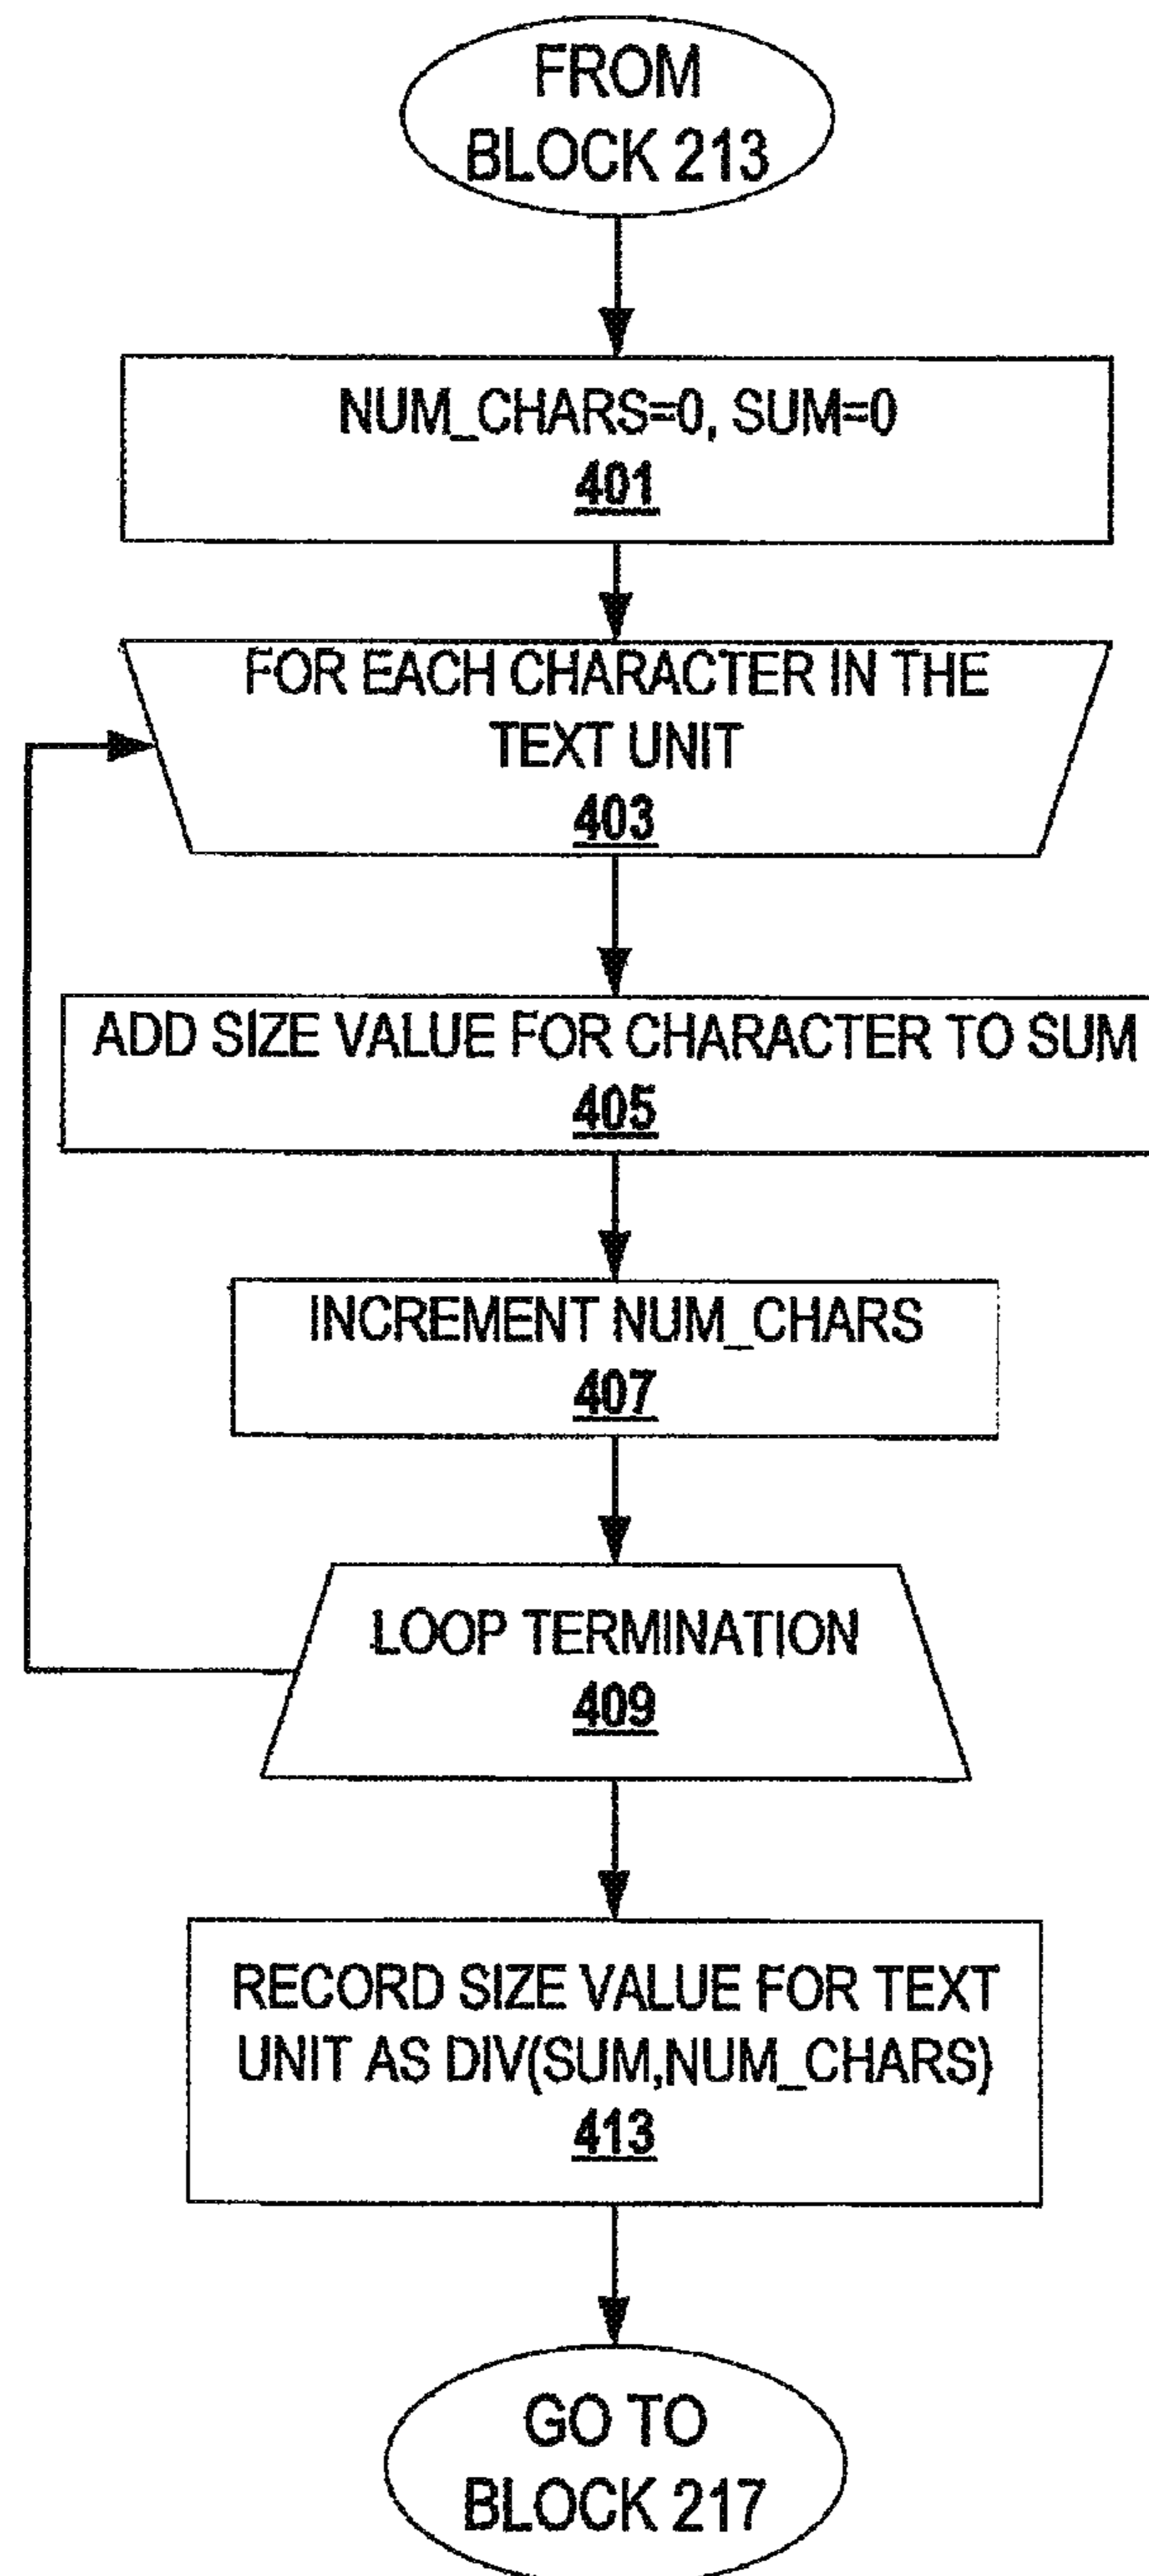 FROM
BLOCK 213
NUM_CHARS=0, SUM=0
401
FOR EACH CHARACTER IN THE
TEXT UNIT
403
ADD SIZE VALUE FOR CHARACTER TO SUM
405
INCREMENT NUM_CHARS
407
LOOP TERMINATION
409
RECORD SIZE VALUE FOR TEXT
UNIT AS DIV(SUM,NUM_CHARS)
413
GO TO
BLOCK 217